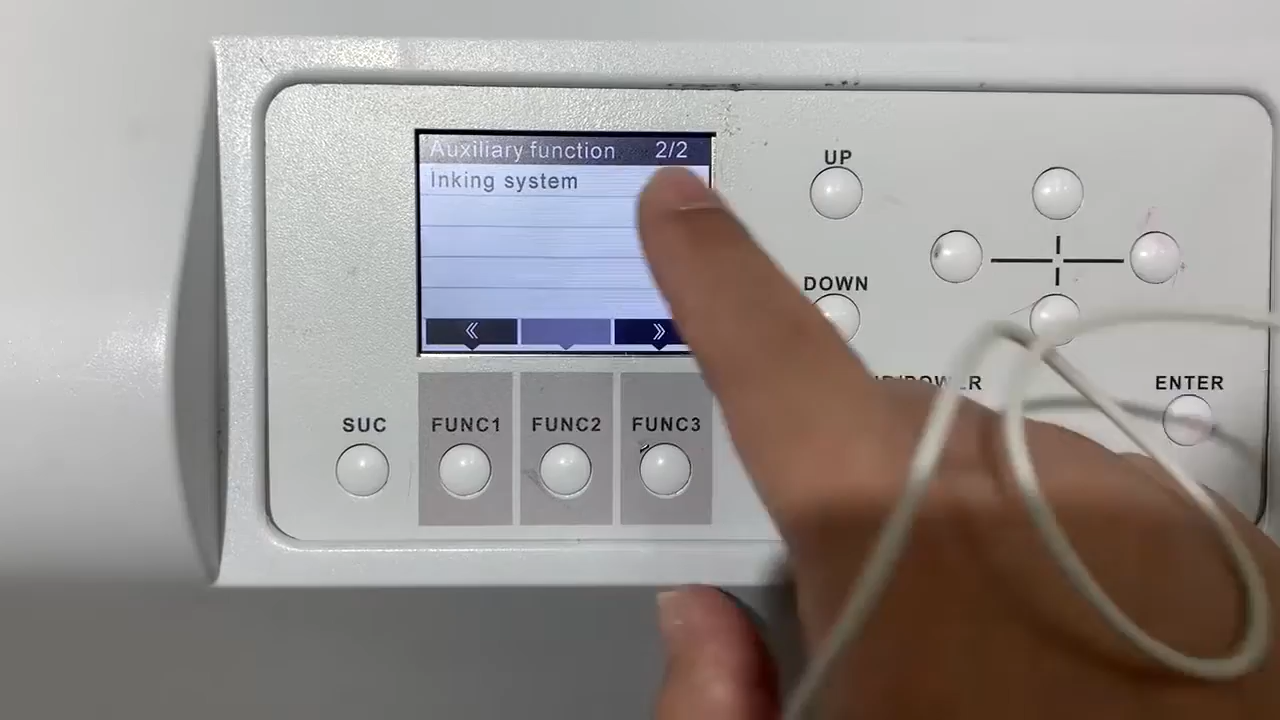 Auxiliary function 2/2
Inking system
《 》
UP
DOWN
ENTER
SUC FUNC1 FUNC2 FUNC3